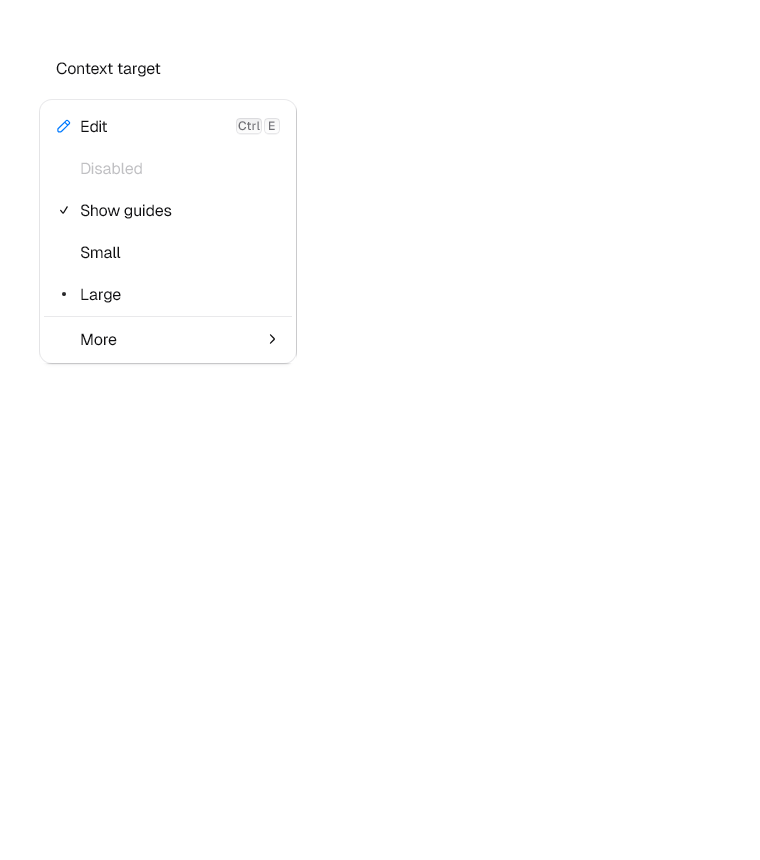 Context target
Edit Ctrl E
Disabled
Show guides
Small
Large
More